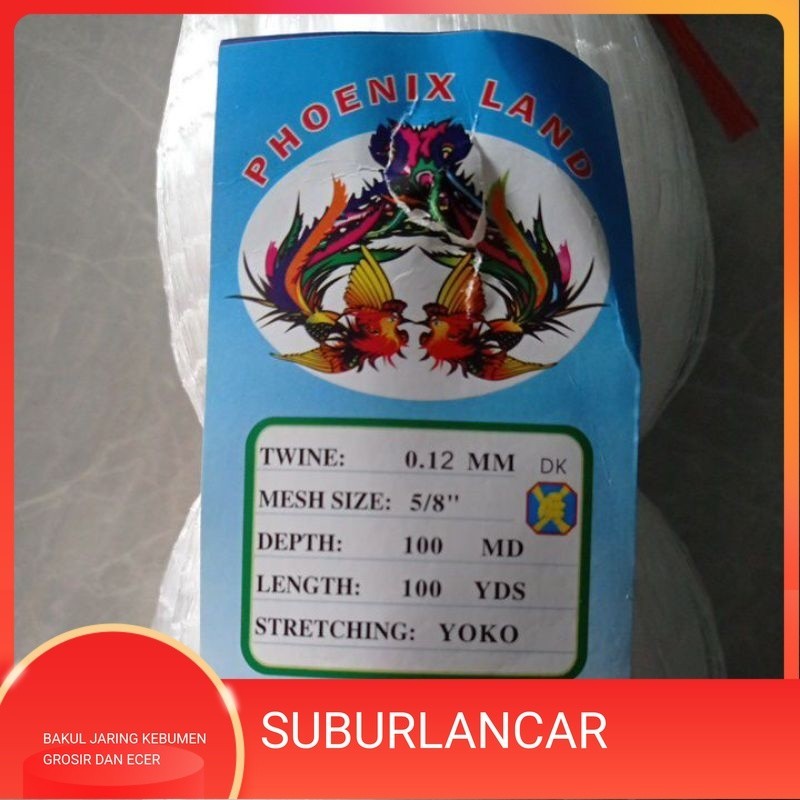 PHOENIX LAND
TWINE: 0.12 MM DK
MESH SIZE: 5/8"
DEPTH: 100 MD
LENGTH: 100 YDS
STRETCHING: YOKO
BAKUL JARING KEBUMEN
GROSIR DAN ECER
SUBURLANCAR